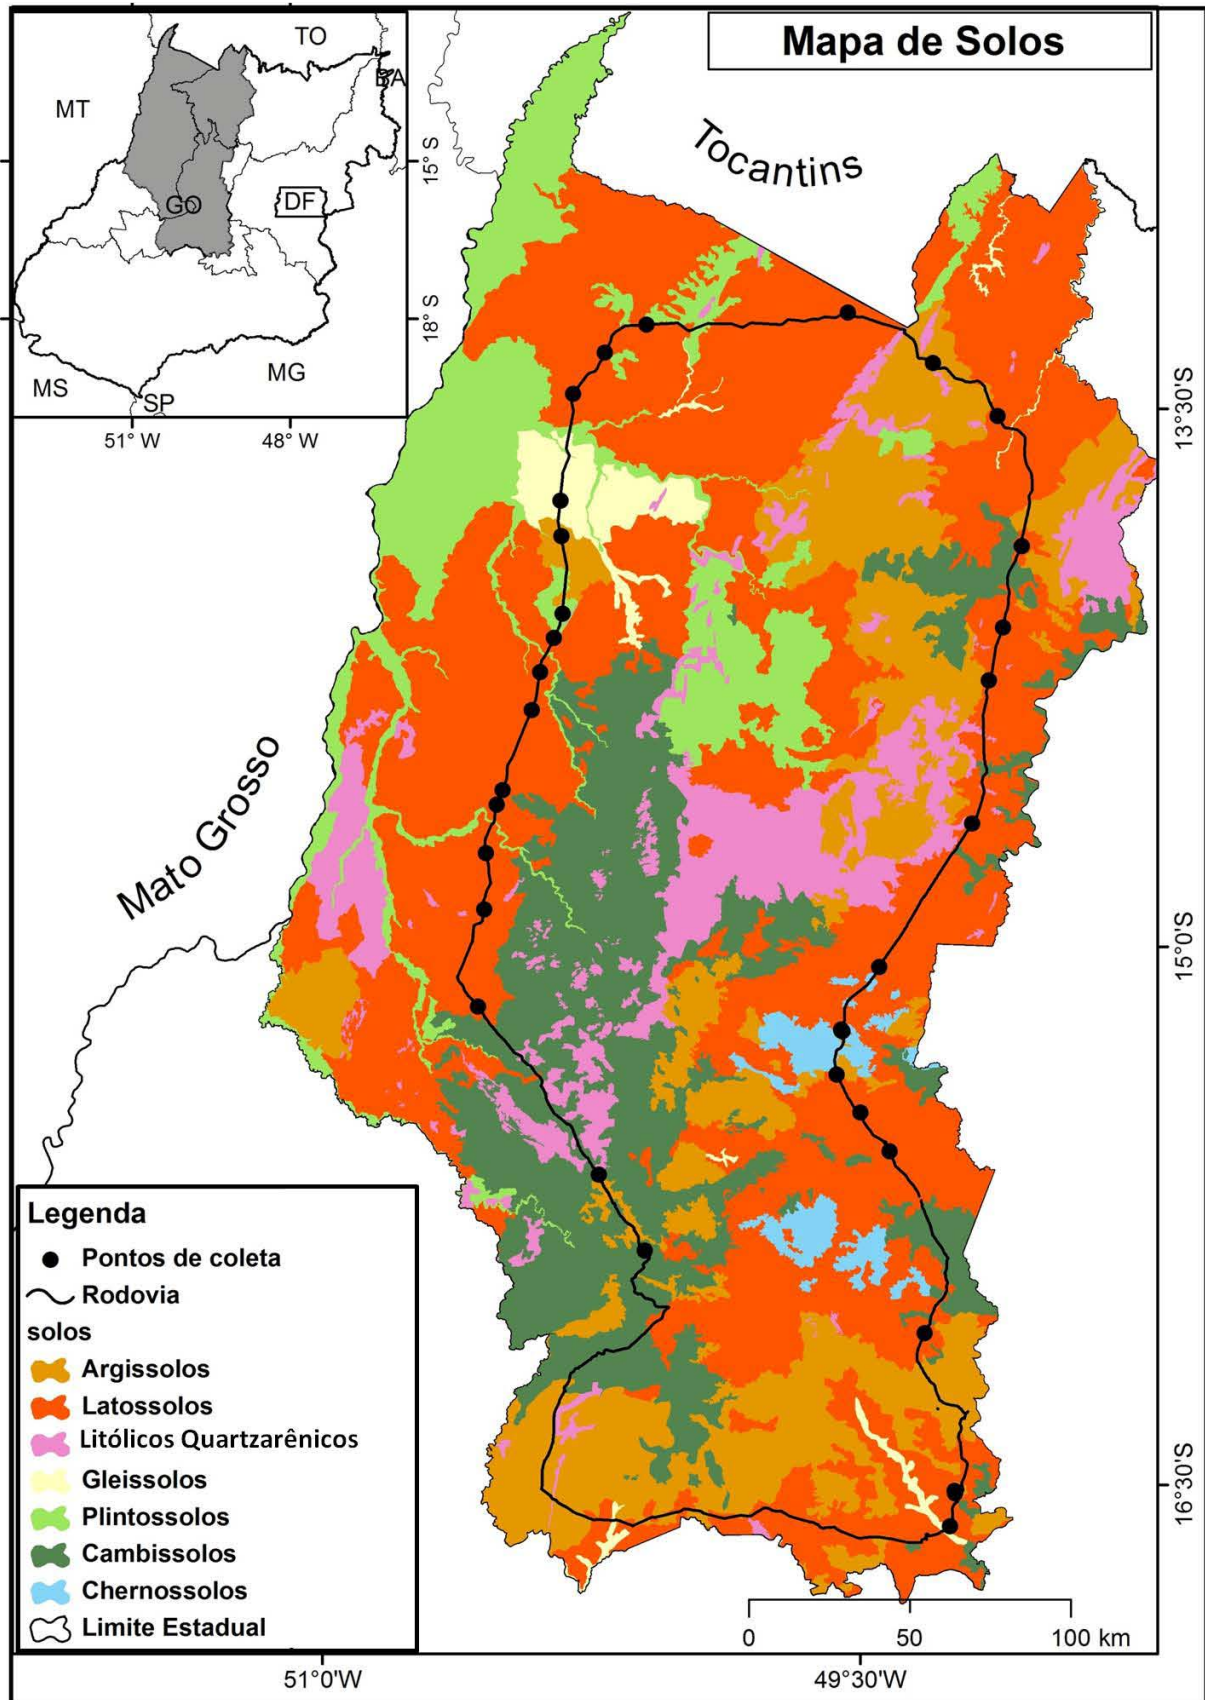 Mapa de Solos
TO
BA
MT
GO
DF
MS
MG
SP
15°S
18°S
51°W
48°W
Tocantins
Mato Grosso
13°30'S
15°0'S
16°30'S
Legenda
Pontos de coleta
Rodovia
solos
Argissolos
Latossolos
Litólicos Quartzarênicos
Gleissolos
Plintossolos
Cambissolos
Chernossolos
Limite Estadual
0 50 100 km
51°0'W
49°30'W